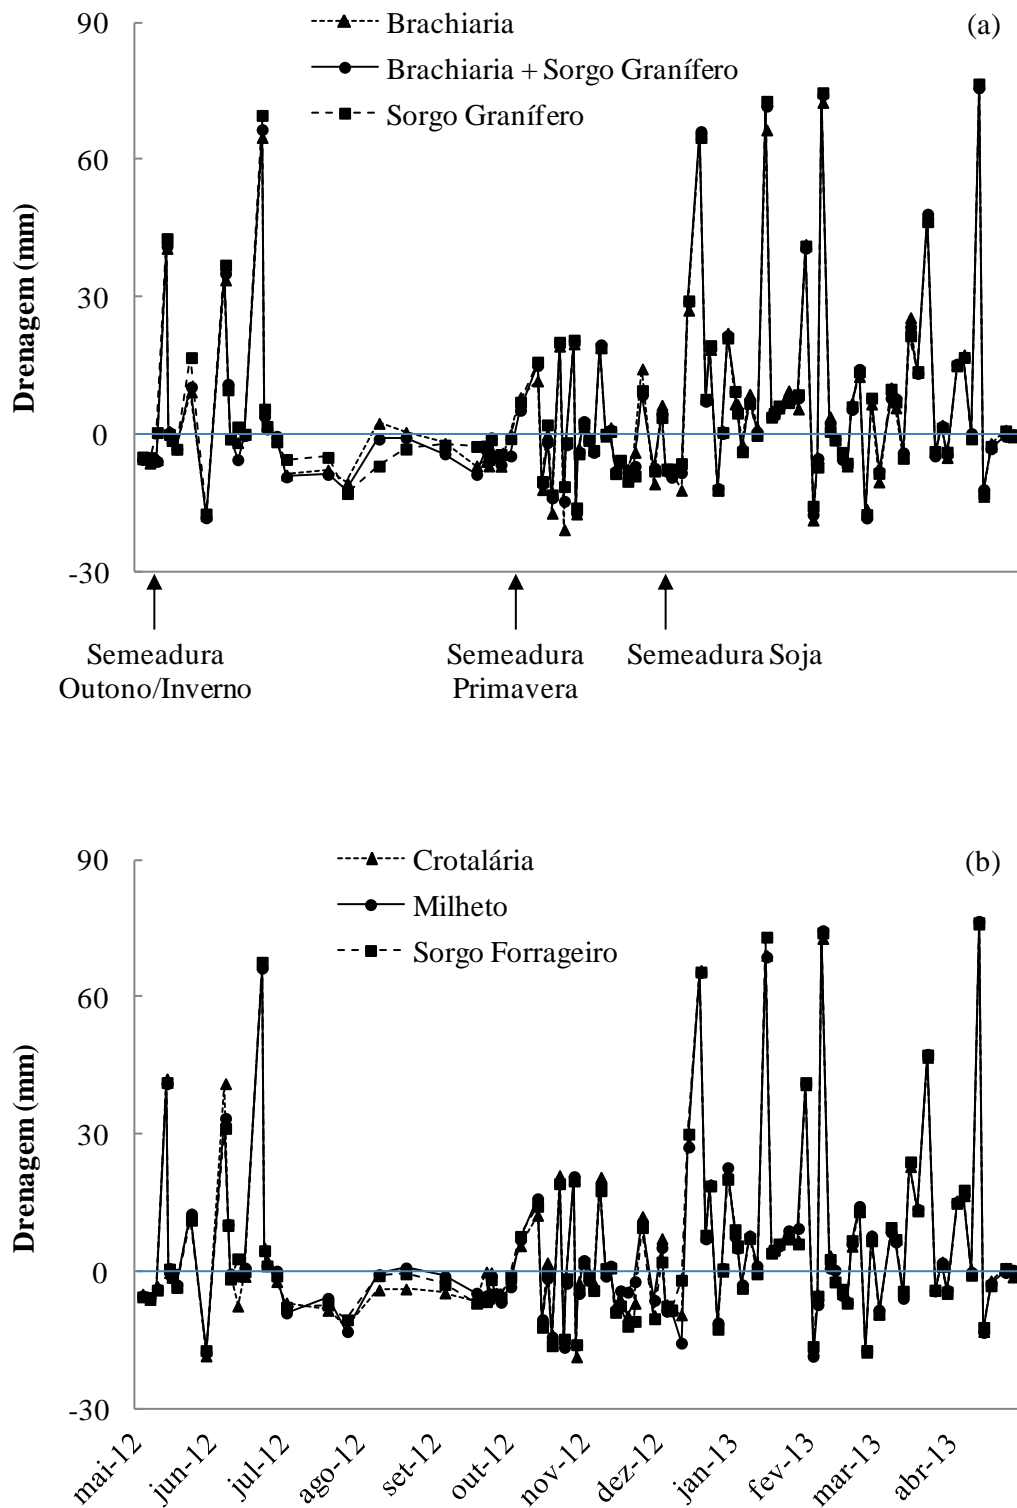 90
60
30
0
-30
Drenagem (mm)
Brachiaria
Brachiaria + Sorgo Granífero
Sorgo Granífero
(a)
Semeadura
Outono/Inverno
Semeadura
Primavera
Semeadura Soja
90
60
30
0
-30
Drenagem (mm)
Crotalária
Milheto
Sorgo Forrageiro
(b)
mai-12
jun-12
jul-12
ago-12
set-12
out-12
nov-12
dez-12
jan-13
fev-13
mar-13
abr-13